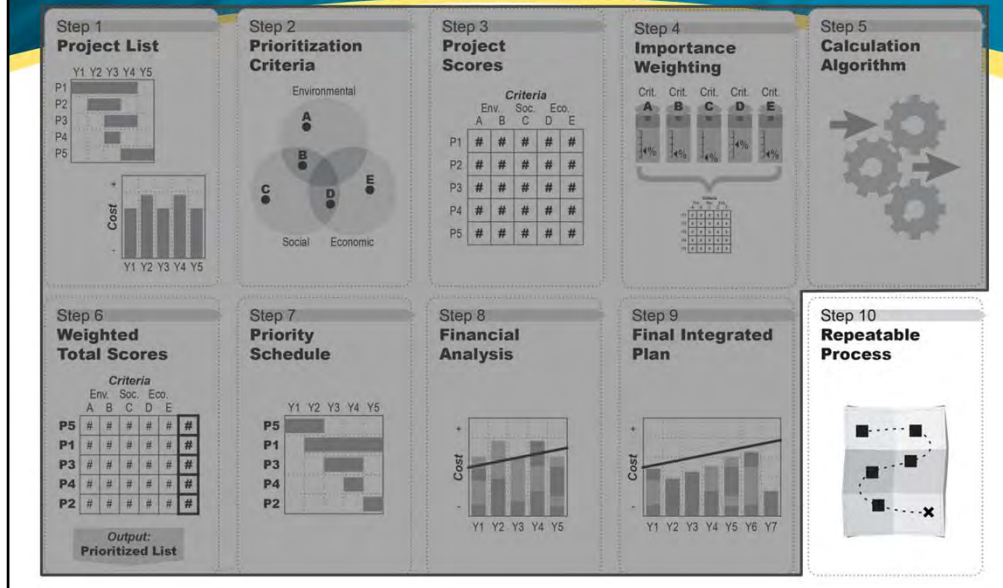 Step 1
Project List
Y1 Y2 Y3 Y4 Y5
P1
P2
P3
P4
P5
+
Cost
-
Y1 Y2 Y3 Y4 Y5
Step 2
Prioritization
Criteria
Environmental
A
B
C
D
E
Social Economic
Step 3
Project
Scores
Criteria
Env. Soc. Eco.
A B C D E
P1 # # # # #
P2 # # # # #
P3 # # # # #
P4 # # # # #
P5 # # # # #
Step 4
Importance
Weighting
Crit. Crit. Crit. Crit. Crit.
A B C D E
% % % % %
Step 5
Calculation
Algorithm
Step 6
Weighted
Total Scores
Criteria
Env. Soc. Eco.
A B C D E
P5 # # # # # #
P1 # # # # # #
P3 # # # # # #
P4 # # # # # #
P2 # # # # # #
Output:
Prioritized List
Step 7
Priority
Schedule
Y1 Y2 Y3 Y4 Y5
P5
P1
P3
P4
P2
Step 8
Financial
Analysis
+
Cost
-
Y1 Y2 Y3 Y4 Y5
Step 9
Final Integrated
Plan
+
Cost
-
Y1 Y2 Y3 Y4 Y5 Y6 Y7
Step 10
Repeatable
Process